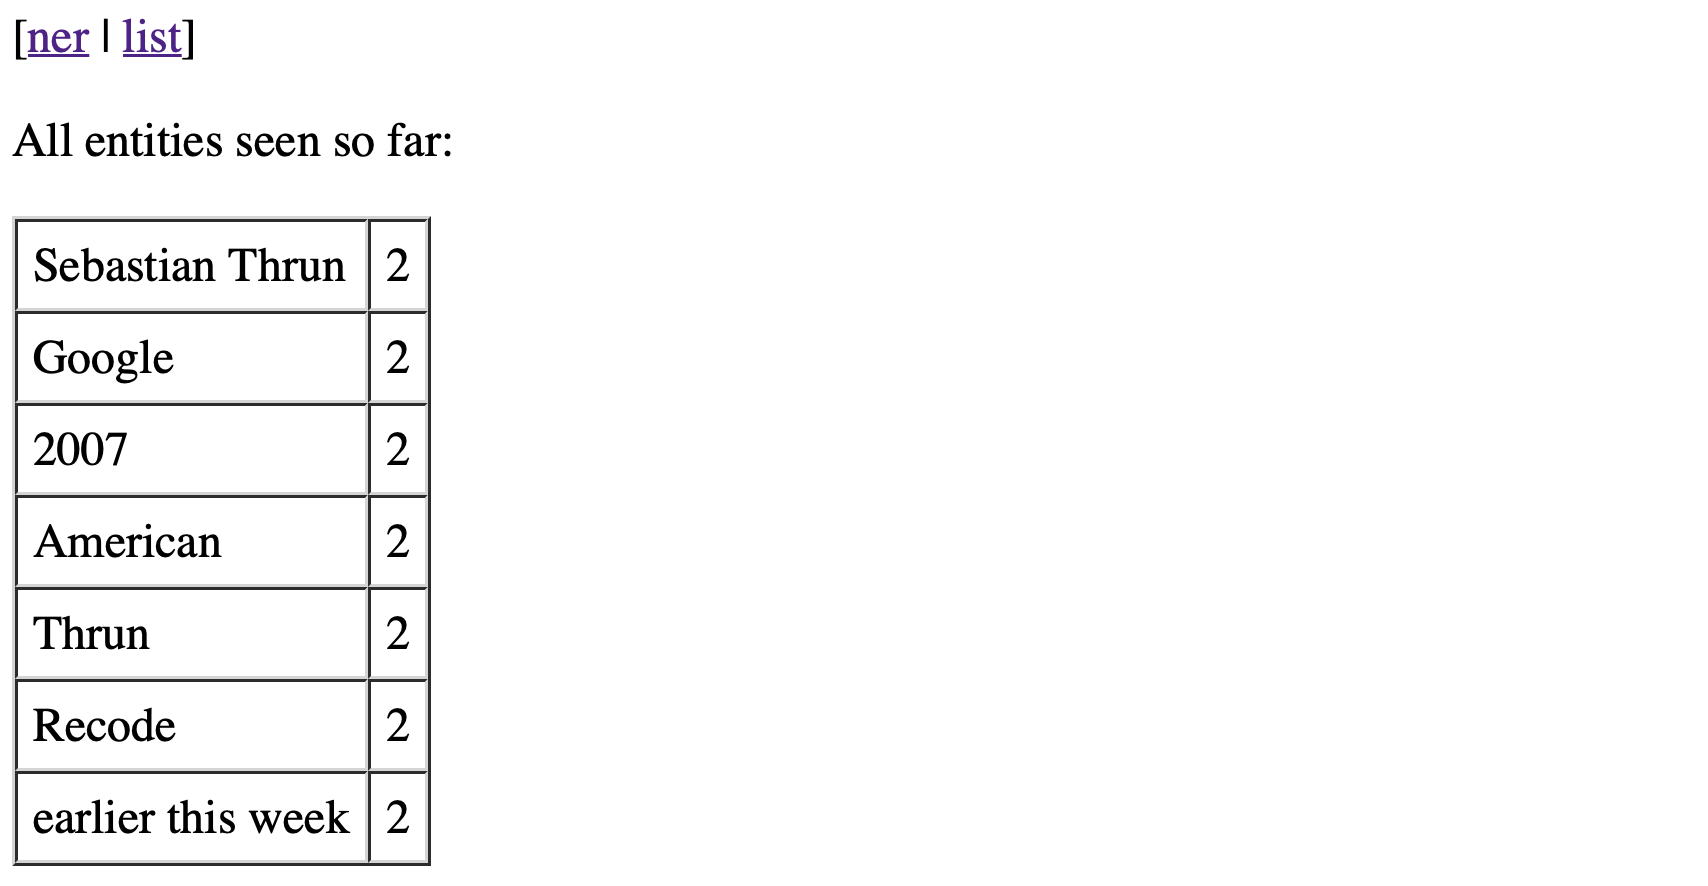 [ner | list]
All entities seen so far:
Sebastian Thrun 2
Google 2
2007 2
American 2
Thrun 2
Recode 2
earlier this week 2